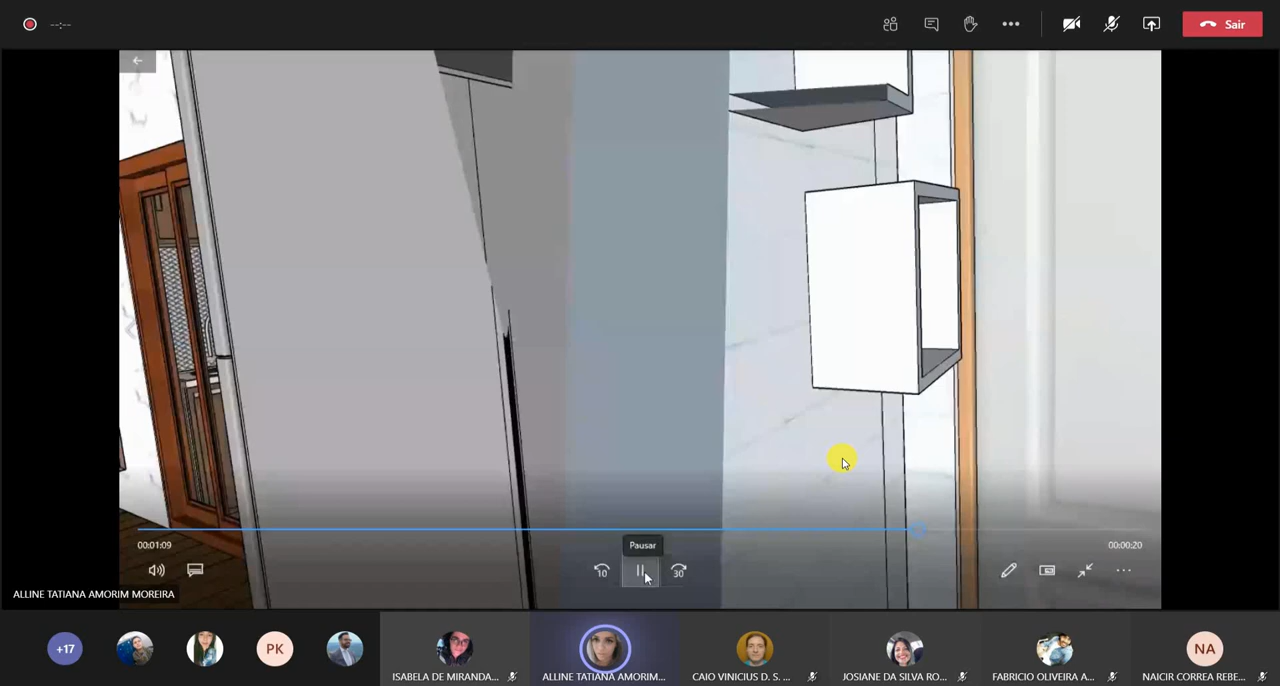 --:--
Sair
Pausar
00:01:09
00:00:20
10
30
ALLINE TATIANA AMORIM MOREIRA
+17
PK
NA
ISABELA DE MIRANDA...
ALLINE TATIANA AMORIM...
CAIO VINICIUS D. S. ...
JOSIANE DA SILVA RO...
FABRICIO OLIVEIRA A...
NAICIR CORREA REBE...